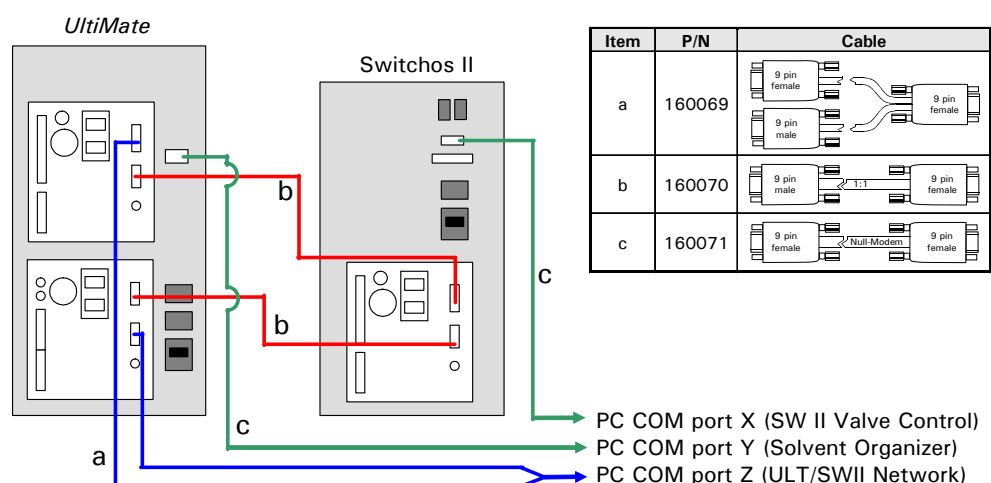 UltiMate
Switchos II
Item P/N Cable
a 160069 9 pin female 9 pin male 9 pin female
b 160070 9 pin male 1:1 9 pin female
c 160071 9 pin female Null-Modem 9 pin female
b
c
b
c
a
PC COM port X (SW II Valve Control)
PC COM port Y (Solvent Organizer)
PC COM port Z (ULT/SWII Network)